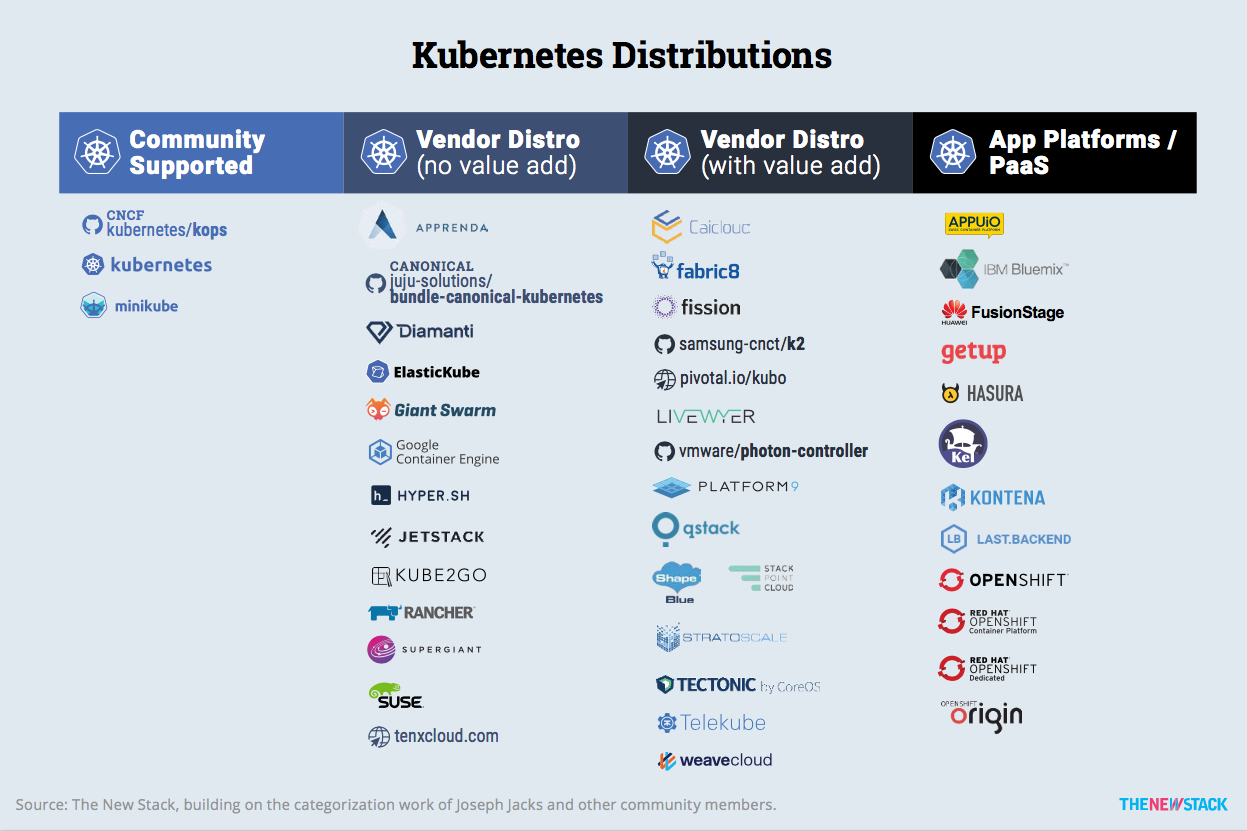 Kubernetes Distributions
Community
Supported
CNCF
kubernetes/kops
kubernetes
minikube
Vendor Distro
(no value add)
APPRENDA
CANONICAL
juju-solutions/
bundle-canonical-kubernetes
Diamanti
ElasticKube
Giant Swarm
Google
Container Engine
h_ HYPER.SH
JETSTACK
KUBE2GO
RANCHER
SUPERGIANT
SUSE
tenxcloud.com
Vendor Distro
(with value add)
Caicloud
fabric8
fission
samsung-cnct/k2
pivotal.io/kubo
LIVEWYER
vmware/photon-controller
PLATFORM9
qstack
Shape
Blue
STACK
POINT
CLOUD
STRATOSCALE
TECTONIC by CoreOS
Telekube
weavecloud
App Platforms /
PaaS
APPUiO
SWISS CONTAINER PLATFORM
IBM Bluemix™
HUAWEI FusionStage
getup
λ HASURA
Kel
KONTENA
LB LAST.BACKEND
OPENSHIFT
RED HAT
OPENSHIFT
Container Platform
RED HAT
OPENSHIFT
Dedicated
OPENSHIFT
origin
Source: The New Stack, building on the categorization work of Joseph Jacks and other community members.
THENEWSTACK